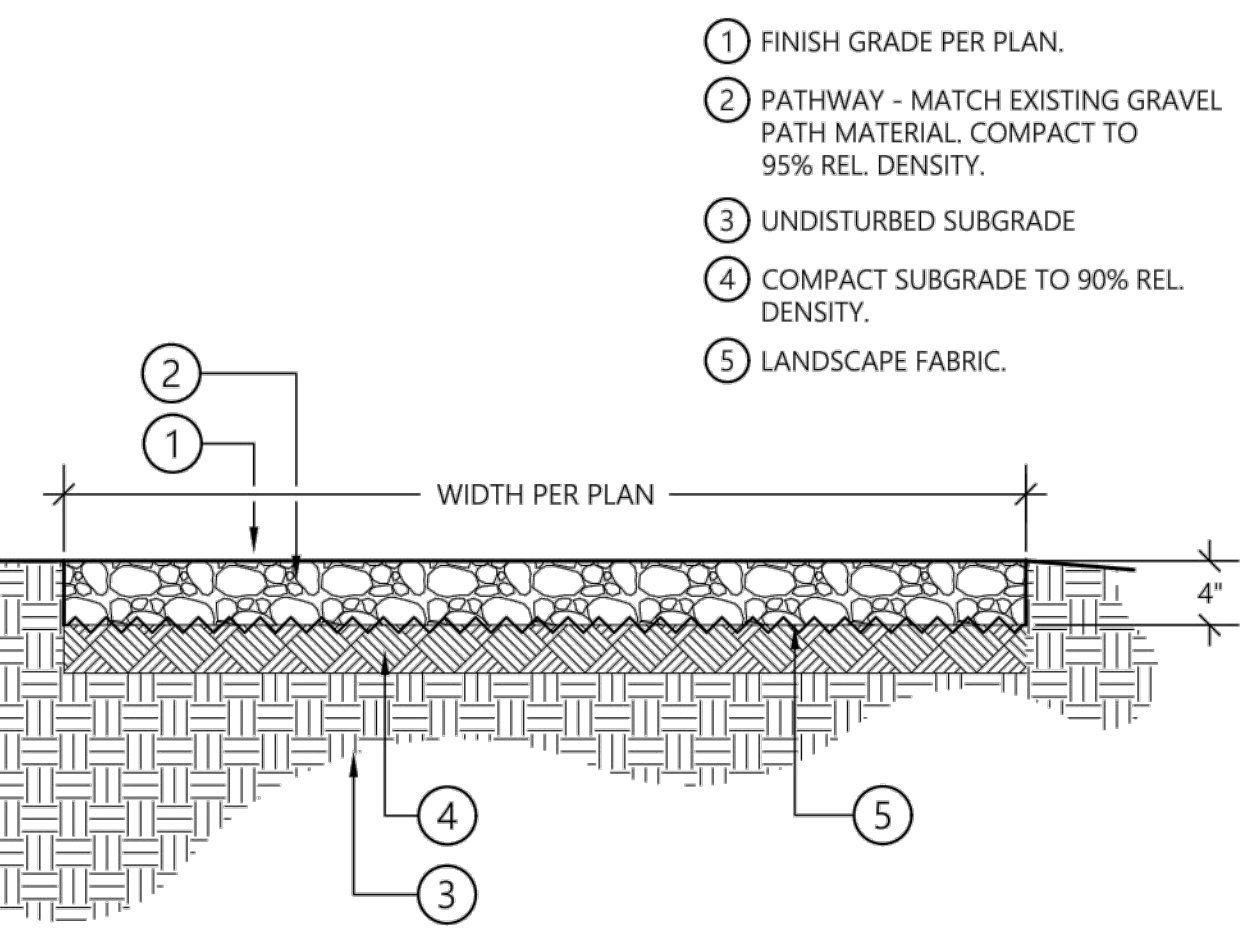 1 FINISH GRADE PER PLAN.
2 PATHWAY - MATCH EXISTING GRAVEL
PATH MATERIAL. COMPACT TO
95% REL. DENSITY.
3 UNDISTURBED SUBGRADE
4 COMPACT SUBGRADE TO 90% REL.
DENSITY.
5 LANDSCAPE FABRIC.
2
1
WIDTH PER PLAN
4"
4
5
3